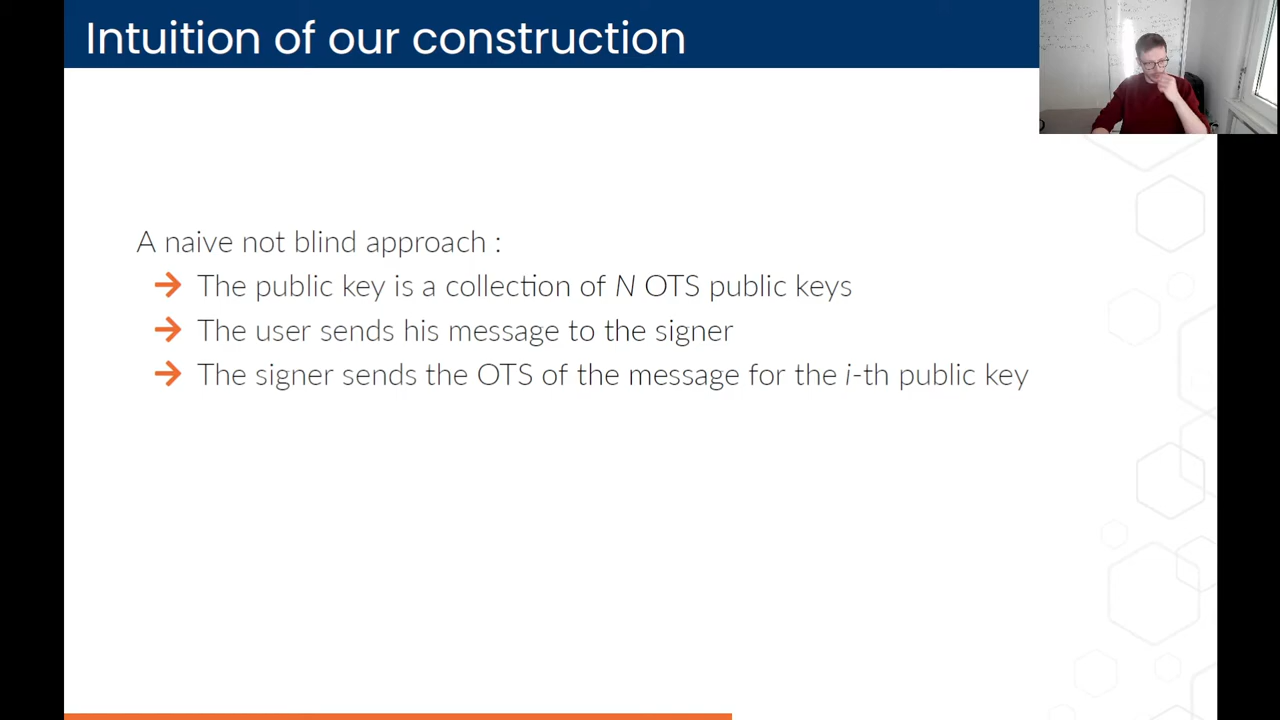 Intuition of our construction
A naive not blind approach :
The public key is a collection of N OTS public keys
The user sends his message to the signer
The signer sends the OTS of the message for the i-th public key